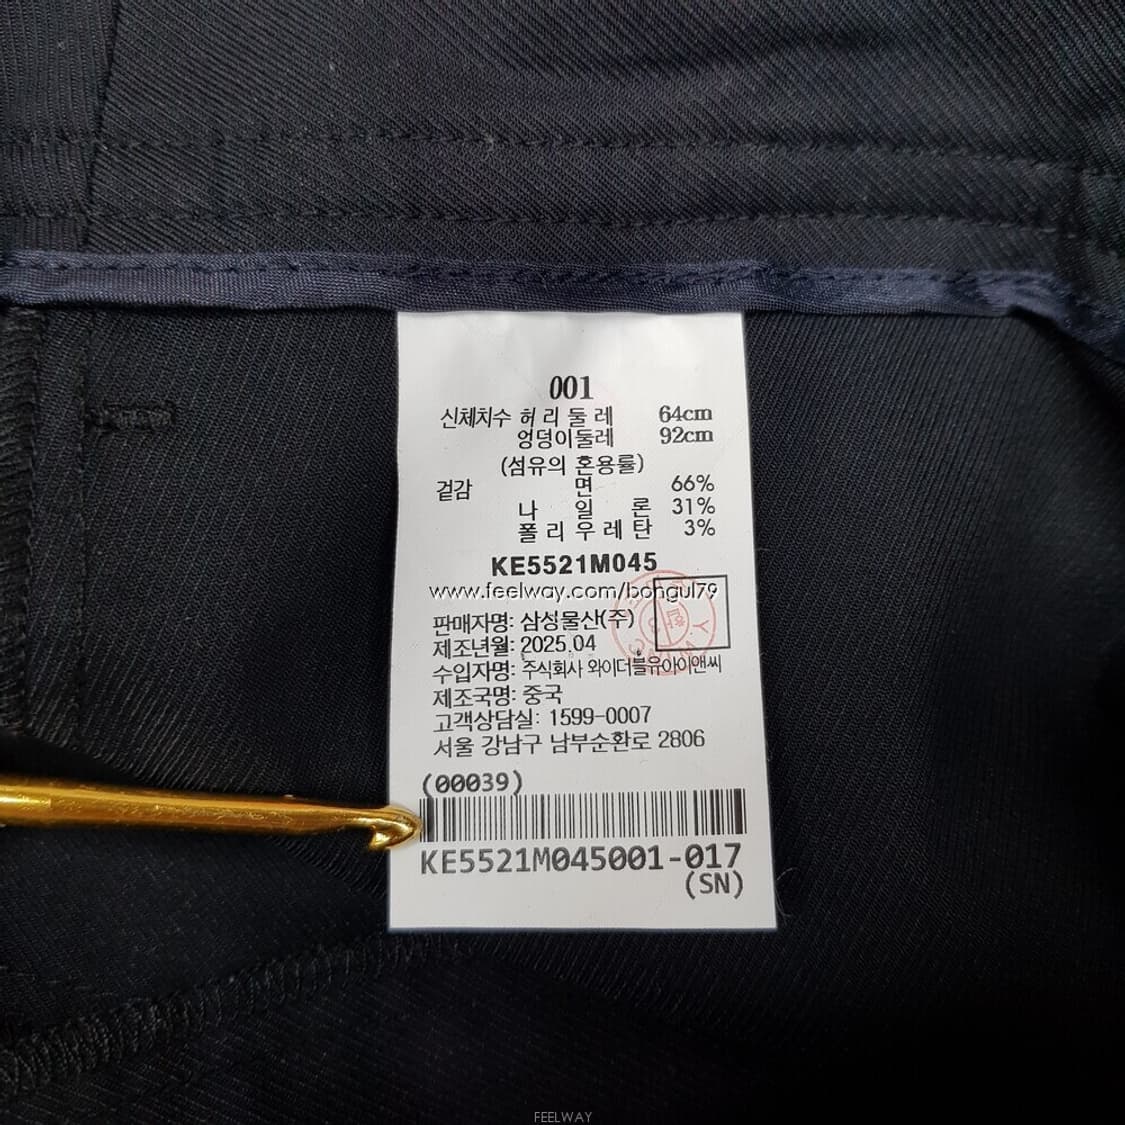 001
신체치수 허리둘레 64cm
엉덩이둘레 92cm
(섬유의 혼용률)
겉감 면 66%
나일론 31%
폴리우레탄 3%
KE5521M045
www.feelway.com/bongul79
판매자명: 삼성물산(주)
제조년월: 2025.04
수입자명: 주식회사 와이더블유아이앤씨
제조국명: 중국
고객상담실: 1599-0007
서울 강남구 남부순환로 2806
(00039)
KE5521M045001-017
(SN)
FEELWAY